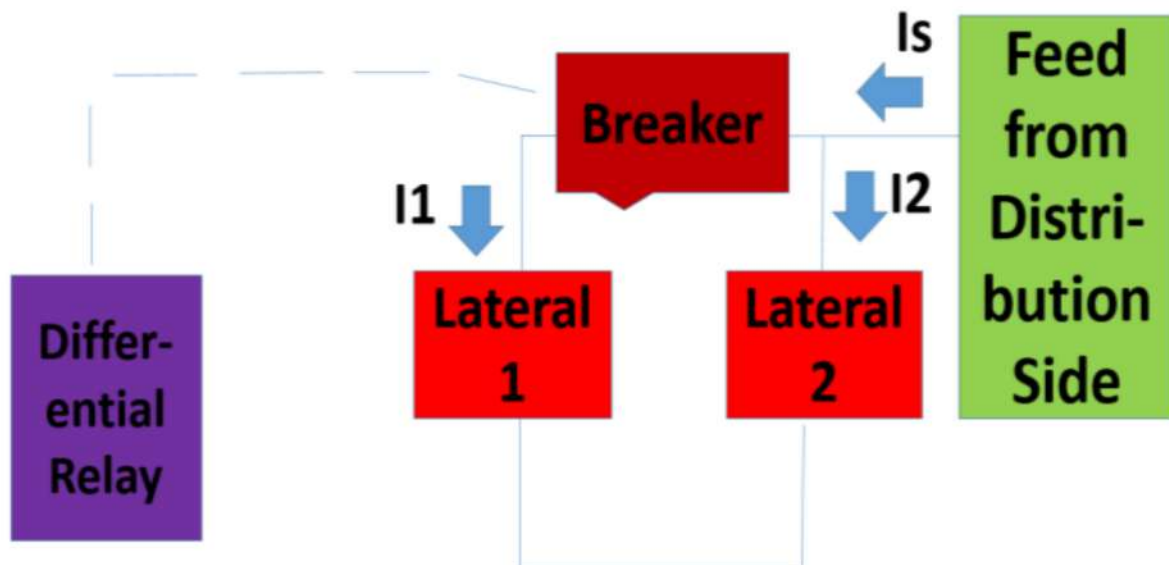 Is
Feed
from
Distri-
bution
Side
Breaker
I1
I2
Lateral
1
Lateral
2
Differ-
ential
Relay